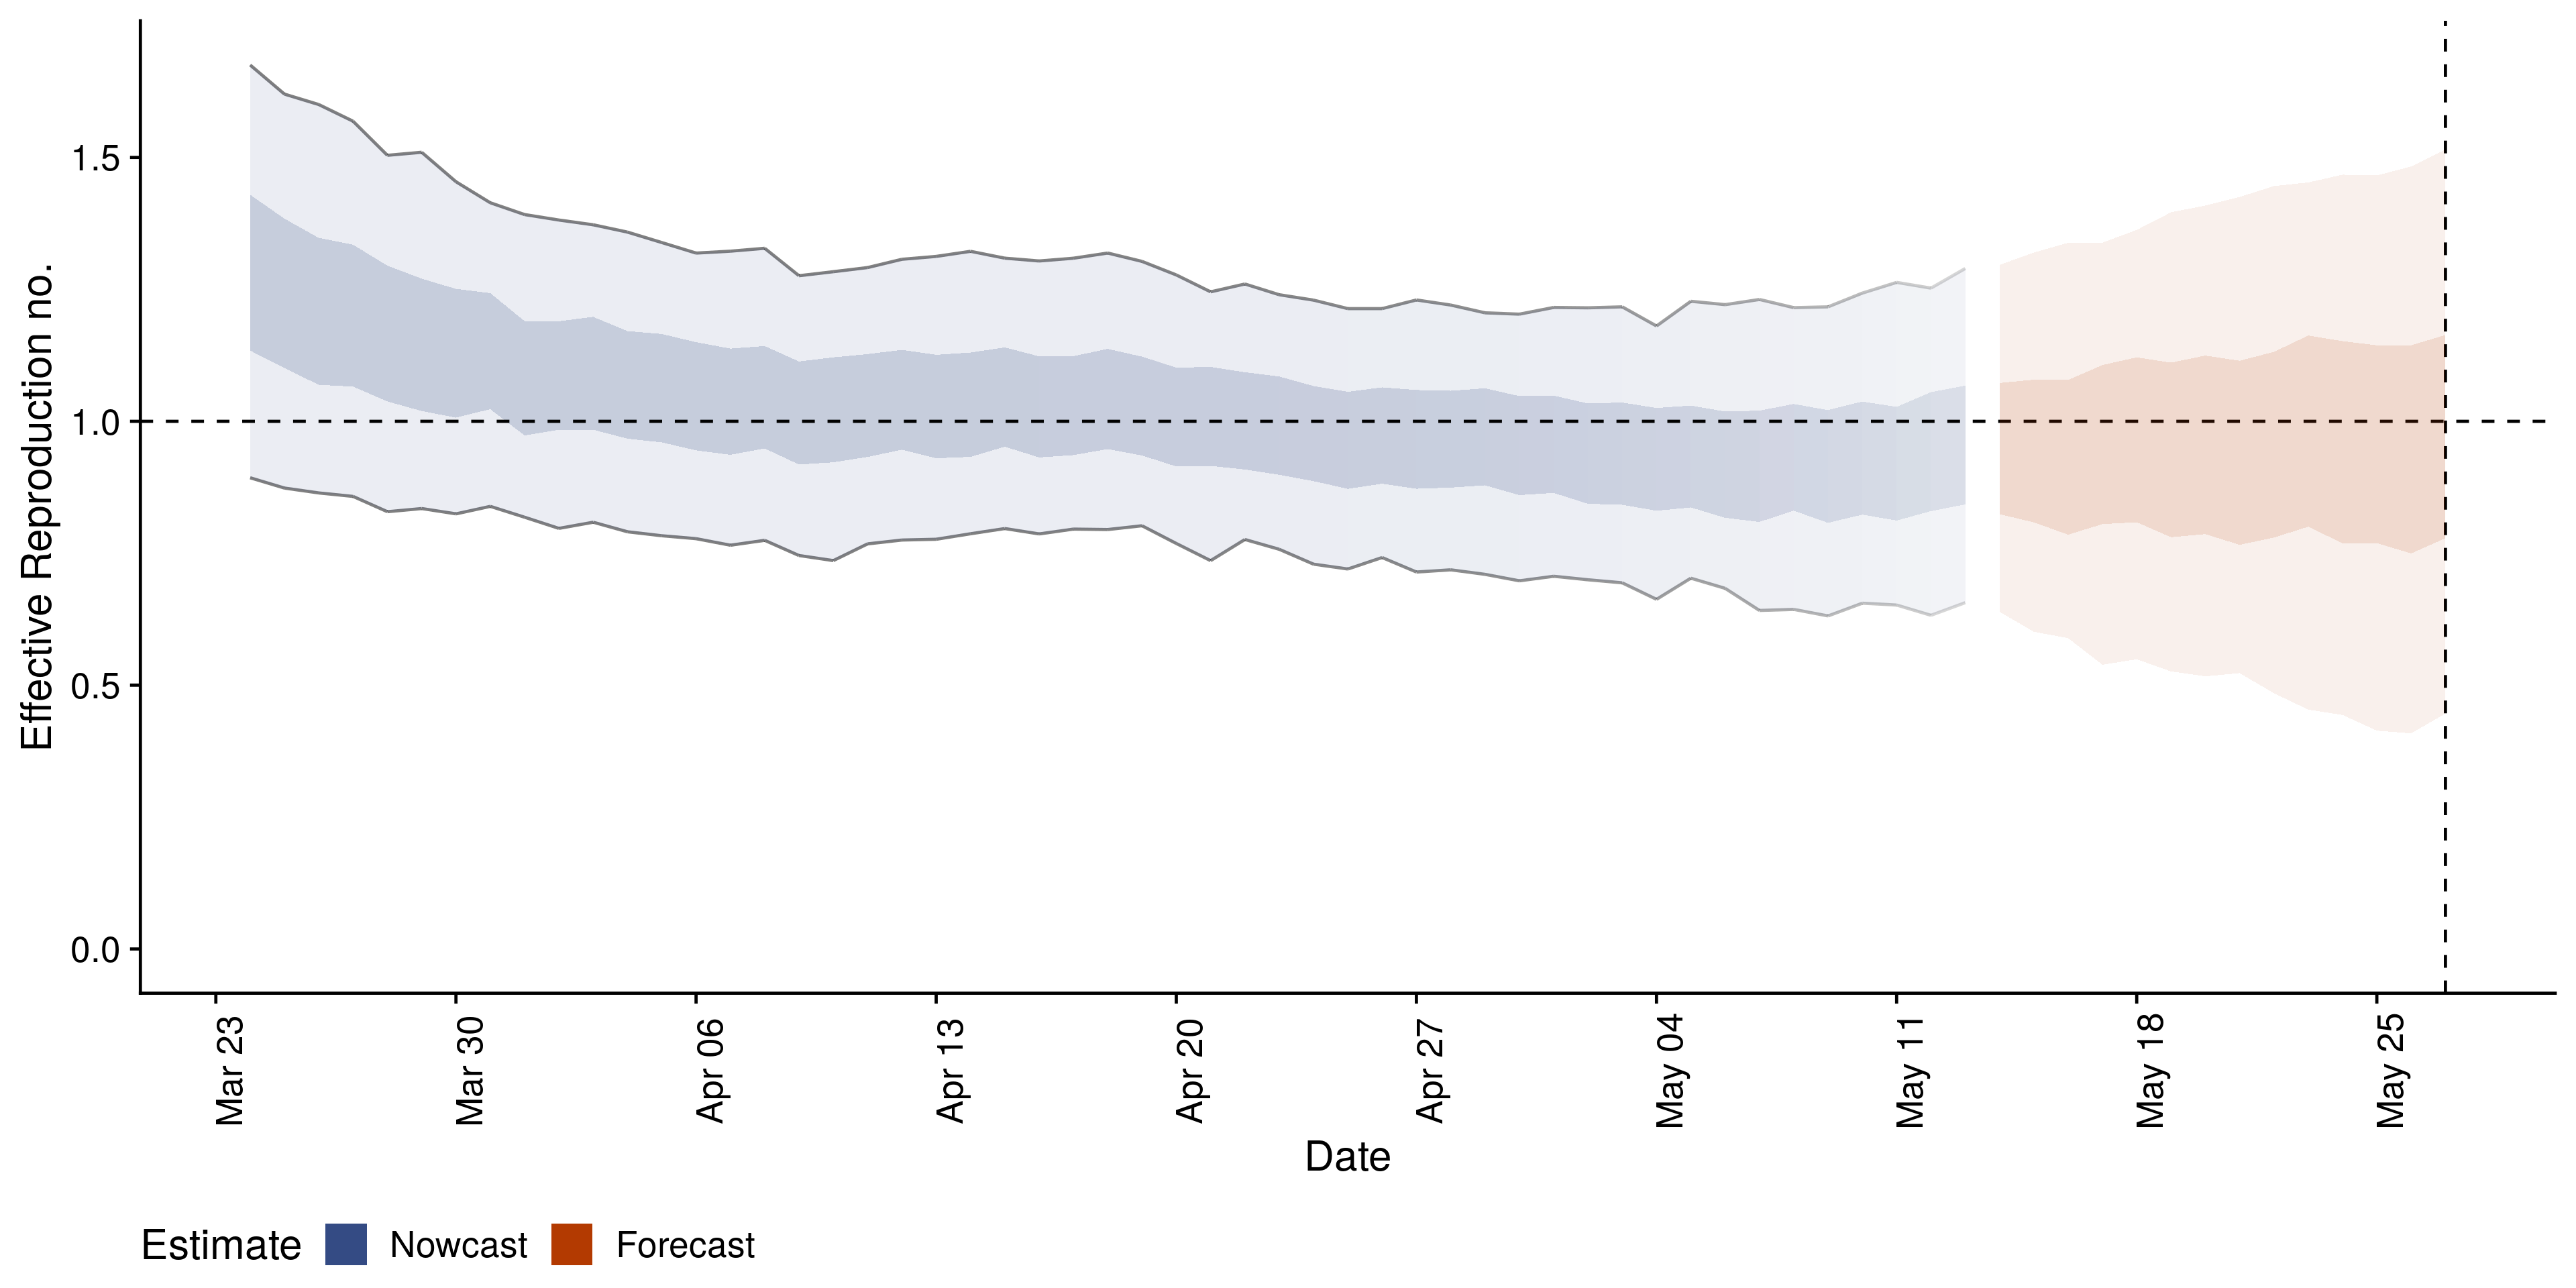 Effective Reproduction no.
1.5
1.0
0.5
0.0
Mar 23
Mar 30
Apr 06
Apr 13
Apr 20
Apr 27
May 04
May 11
May 18
May 25
Date
Estimate Nowcast Forecast